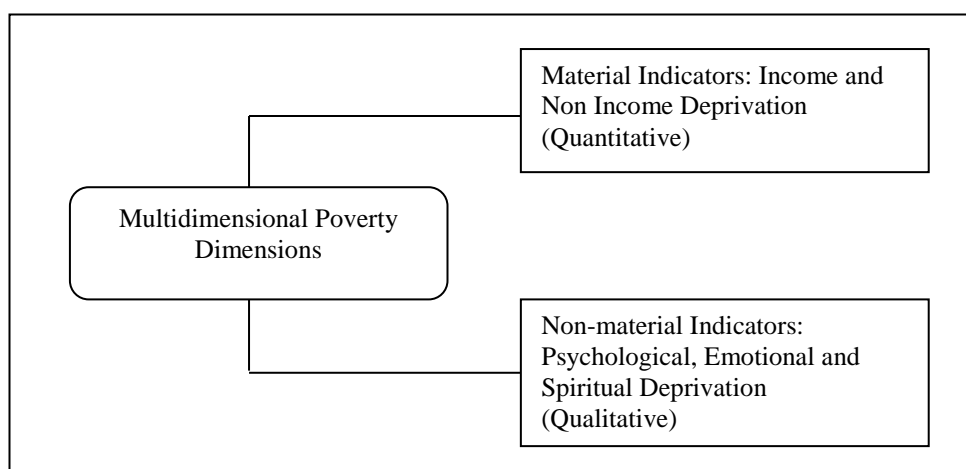 Material Indicators: Income and
Non Income Deprivation
(Quantitative)
Multidimensional Poverty
Dimensions
Non-material Indicators:
Psychological, Emotional and
Spiritual Deprivation
(Qualitative)